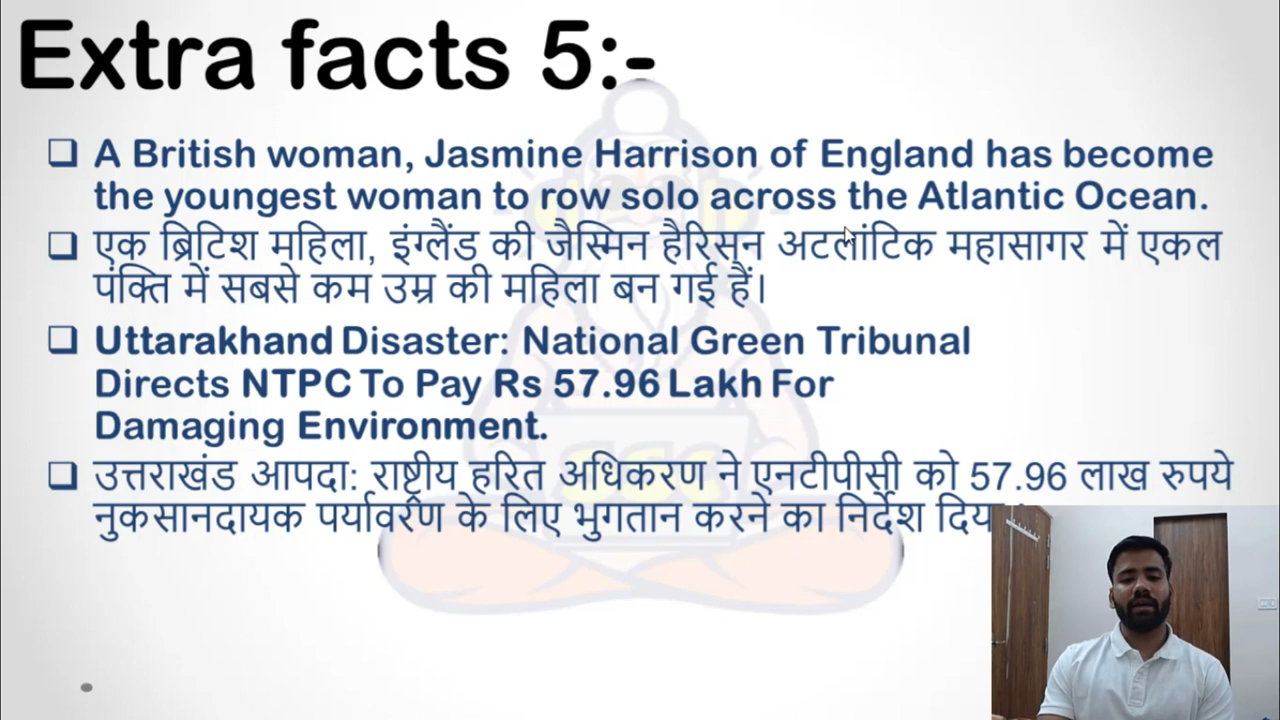 Extra facts 5:-
A British woman, Jasmine Harrison of England has become
the youngest woman to row solo across the Atlantic Ocean.
एक ब्रिटिश महिला, इंग्लैंड की जैस्मिन हैरिसन अटलांटिक महासागर में एकल
पंक्ति में सबसे कम उम्र की महिला बन गई हैं।
Uttarakhand Disaster: National Green Tribunal
Directs NTPC To Pay Rs 57.96 Lakh For
Damaging Environment.
उत्तराखंड आपदा: राष्ट्रीय हरित अधिकरण ने एनटीपीसी को 57.96 लाख रुपये
नुकसानदायक पर्यावरण के लिए भुगतान करने का निर्देश
SSC